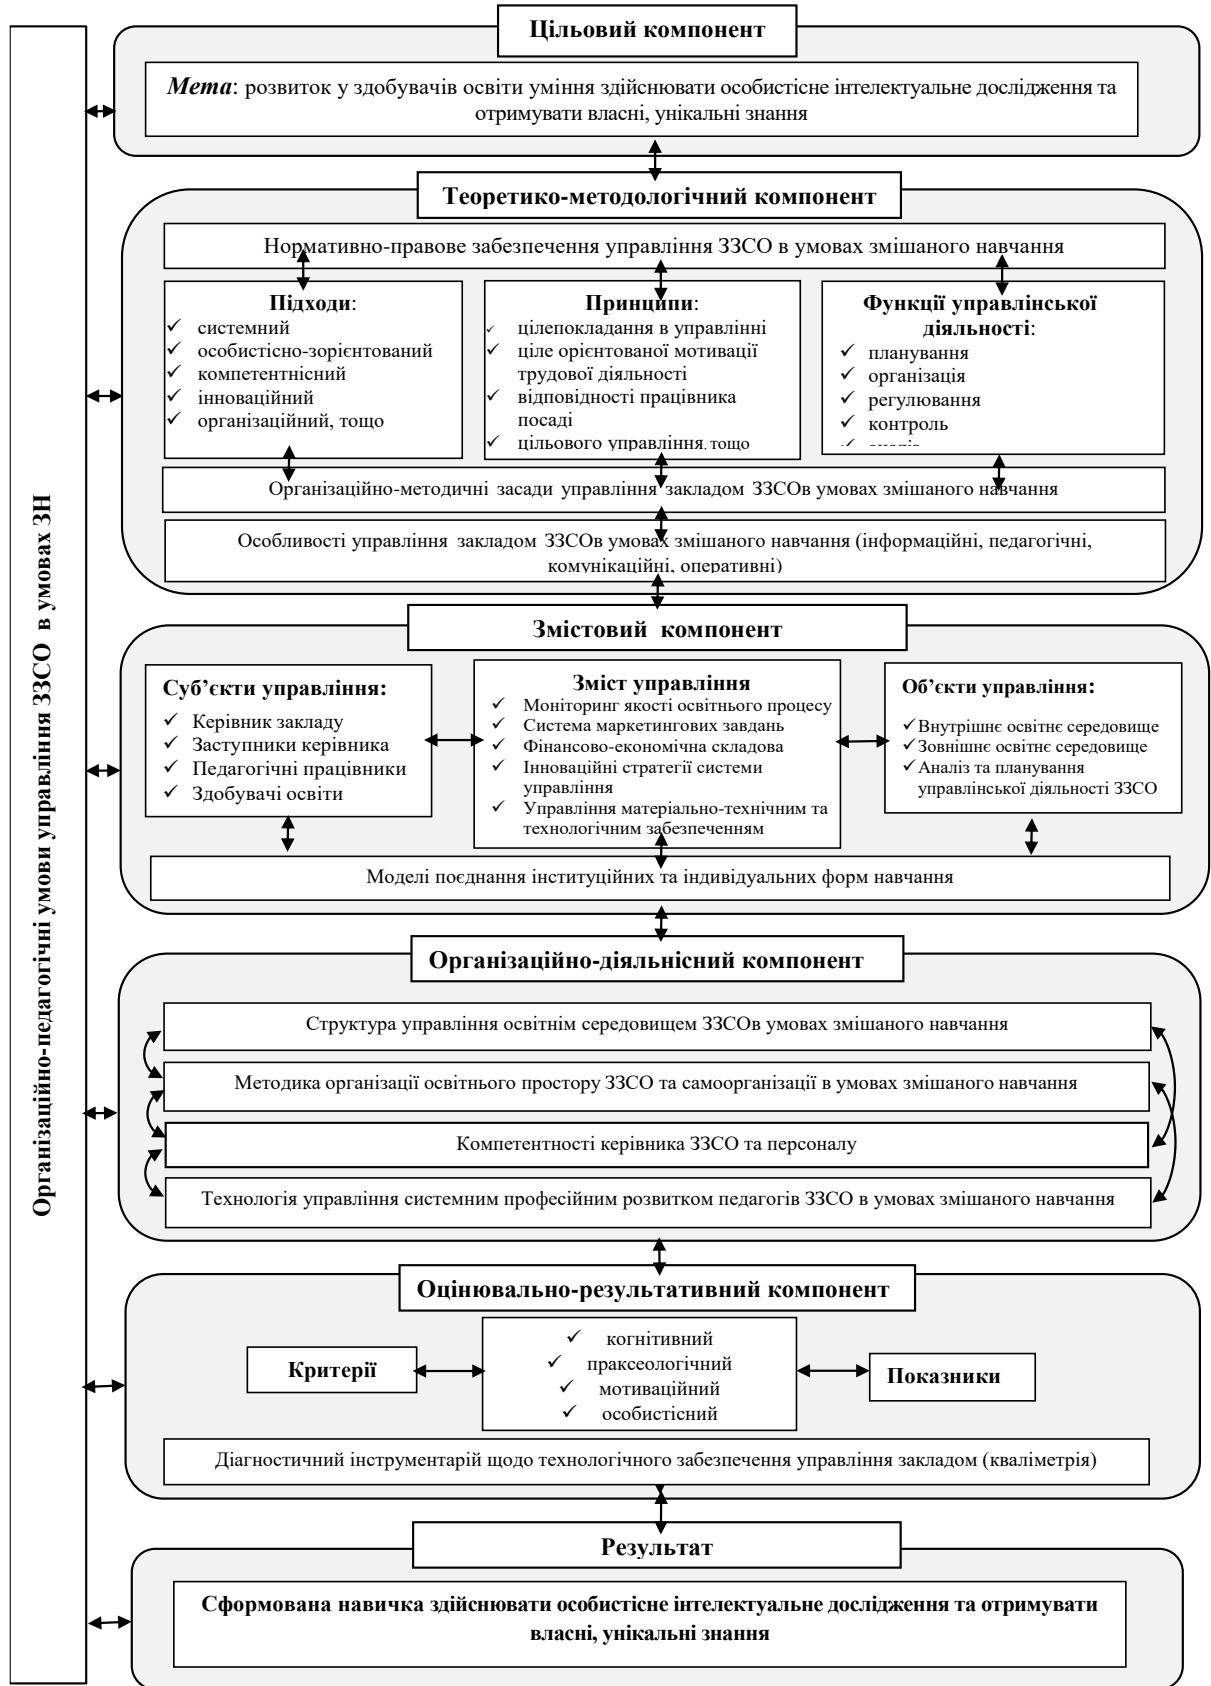 Організаційно-педагогічні умови управління ЗЗСО в умовах ЗН
Цільовий компонент
Мета: розвиток у здобувачів освіти уміння здійснювати особистісне інтелектуальне дослідження та
отримувати власні, унікальні знання
Теоретико-методологічний компонент
Нормативно-правове забезпечення управління ЗЗСО в умовах змішаного навчання
Підходи:
✓ системний
✓ особистісно-зорієнтований
✓ компетентнісний
✓ інноваційний
✓ організаційний, тощо
Принципи:
✓ цілепокладання в управлінні
✓ ціле орієнтованої мотивації
трудової діяльності
✓ відповідності працівника
посаді
✓ цільового управління, тощо
Функції управлінської
діяльності:
✓ планування
✓ організація
✓ регулювання
✓ контроль
Організаційно-методичні засади управління закладом ЗЗСОв умовах змішаного навчання
Особливості управління закладом ЗЗСОв умовах змішаного навчання (інформаційні, педагогічні,
комунікаційні, оперативні)
Змістовий компонент
Суб’єкти управління:
✓ Керівник закладу
✓ Заступники керівника
✓ Педагогічні працівники
✓ Здобувачі освіти
Зміст управління
✓ Моніторинг якості освітнього процесу
✓ Система маркетингових завдань
✓ Фінансово-економічна складова
✓ Інноваційні стратегії системи
управління
✓ Управління матеріально-технічним та
технологічним забезпеченням
Об’єкти управління:
✓ Внутрішнє освітнє середовище
✓ Зовнішнє освітнє середовище
✓ Аналіз та планування
управлінської діяльності ЗЗСО
Моделі поєднання інституційних та індивідуальних форм навчання
Організаційно-діяльнісний компонент
Структура управління освітнім середовищем ЗЗСОв умовах змішаного навчання
Методика організації освітнього простору ЗЗСО та самоорганізації в умовах змішаного навчання
Компетентності керівника ЗЗСО та персоналу
Технологія управління системним професійним розвитком педагогів ЗЗСО в умовах змішаного навчання
Оцінювально-результативний компонент
Критерії
✓ когнітивний
✓ праксеологічний
✓ мотиваційний
✓ особистісний
Показники
Діагностичний інструментарій щодо технологічного забезпечення управління закладом (кваліметрія)
Результат
Сформована навичка здійснювати особистісне інтелектуальне дослідження та отримувати
власні, унікальні знання